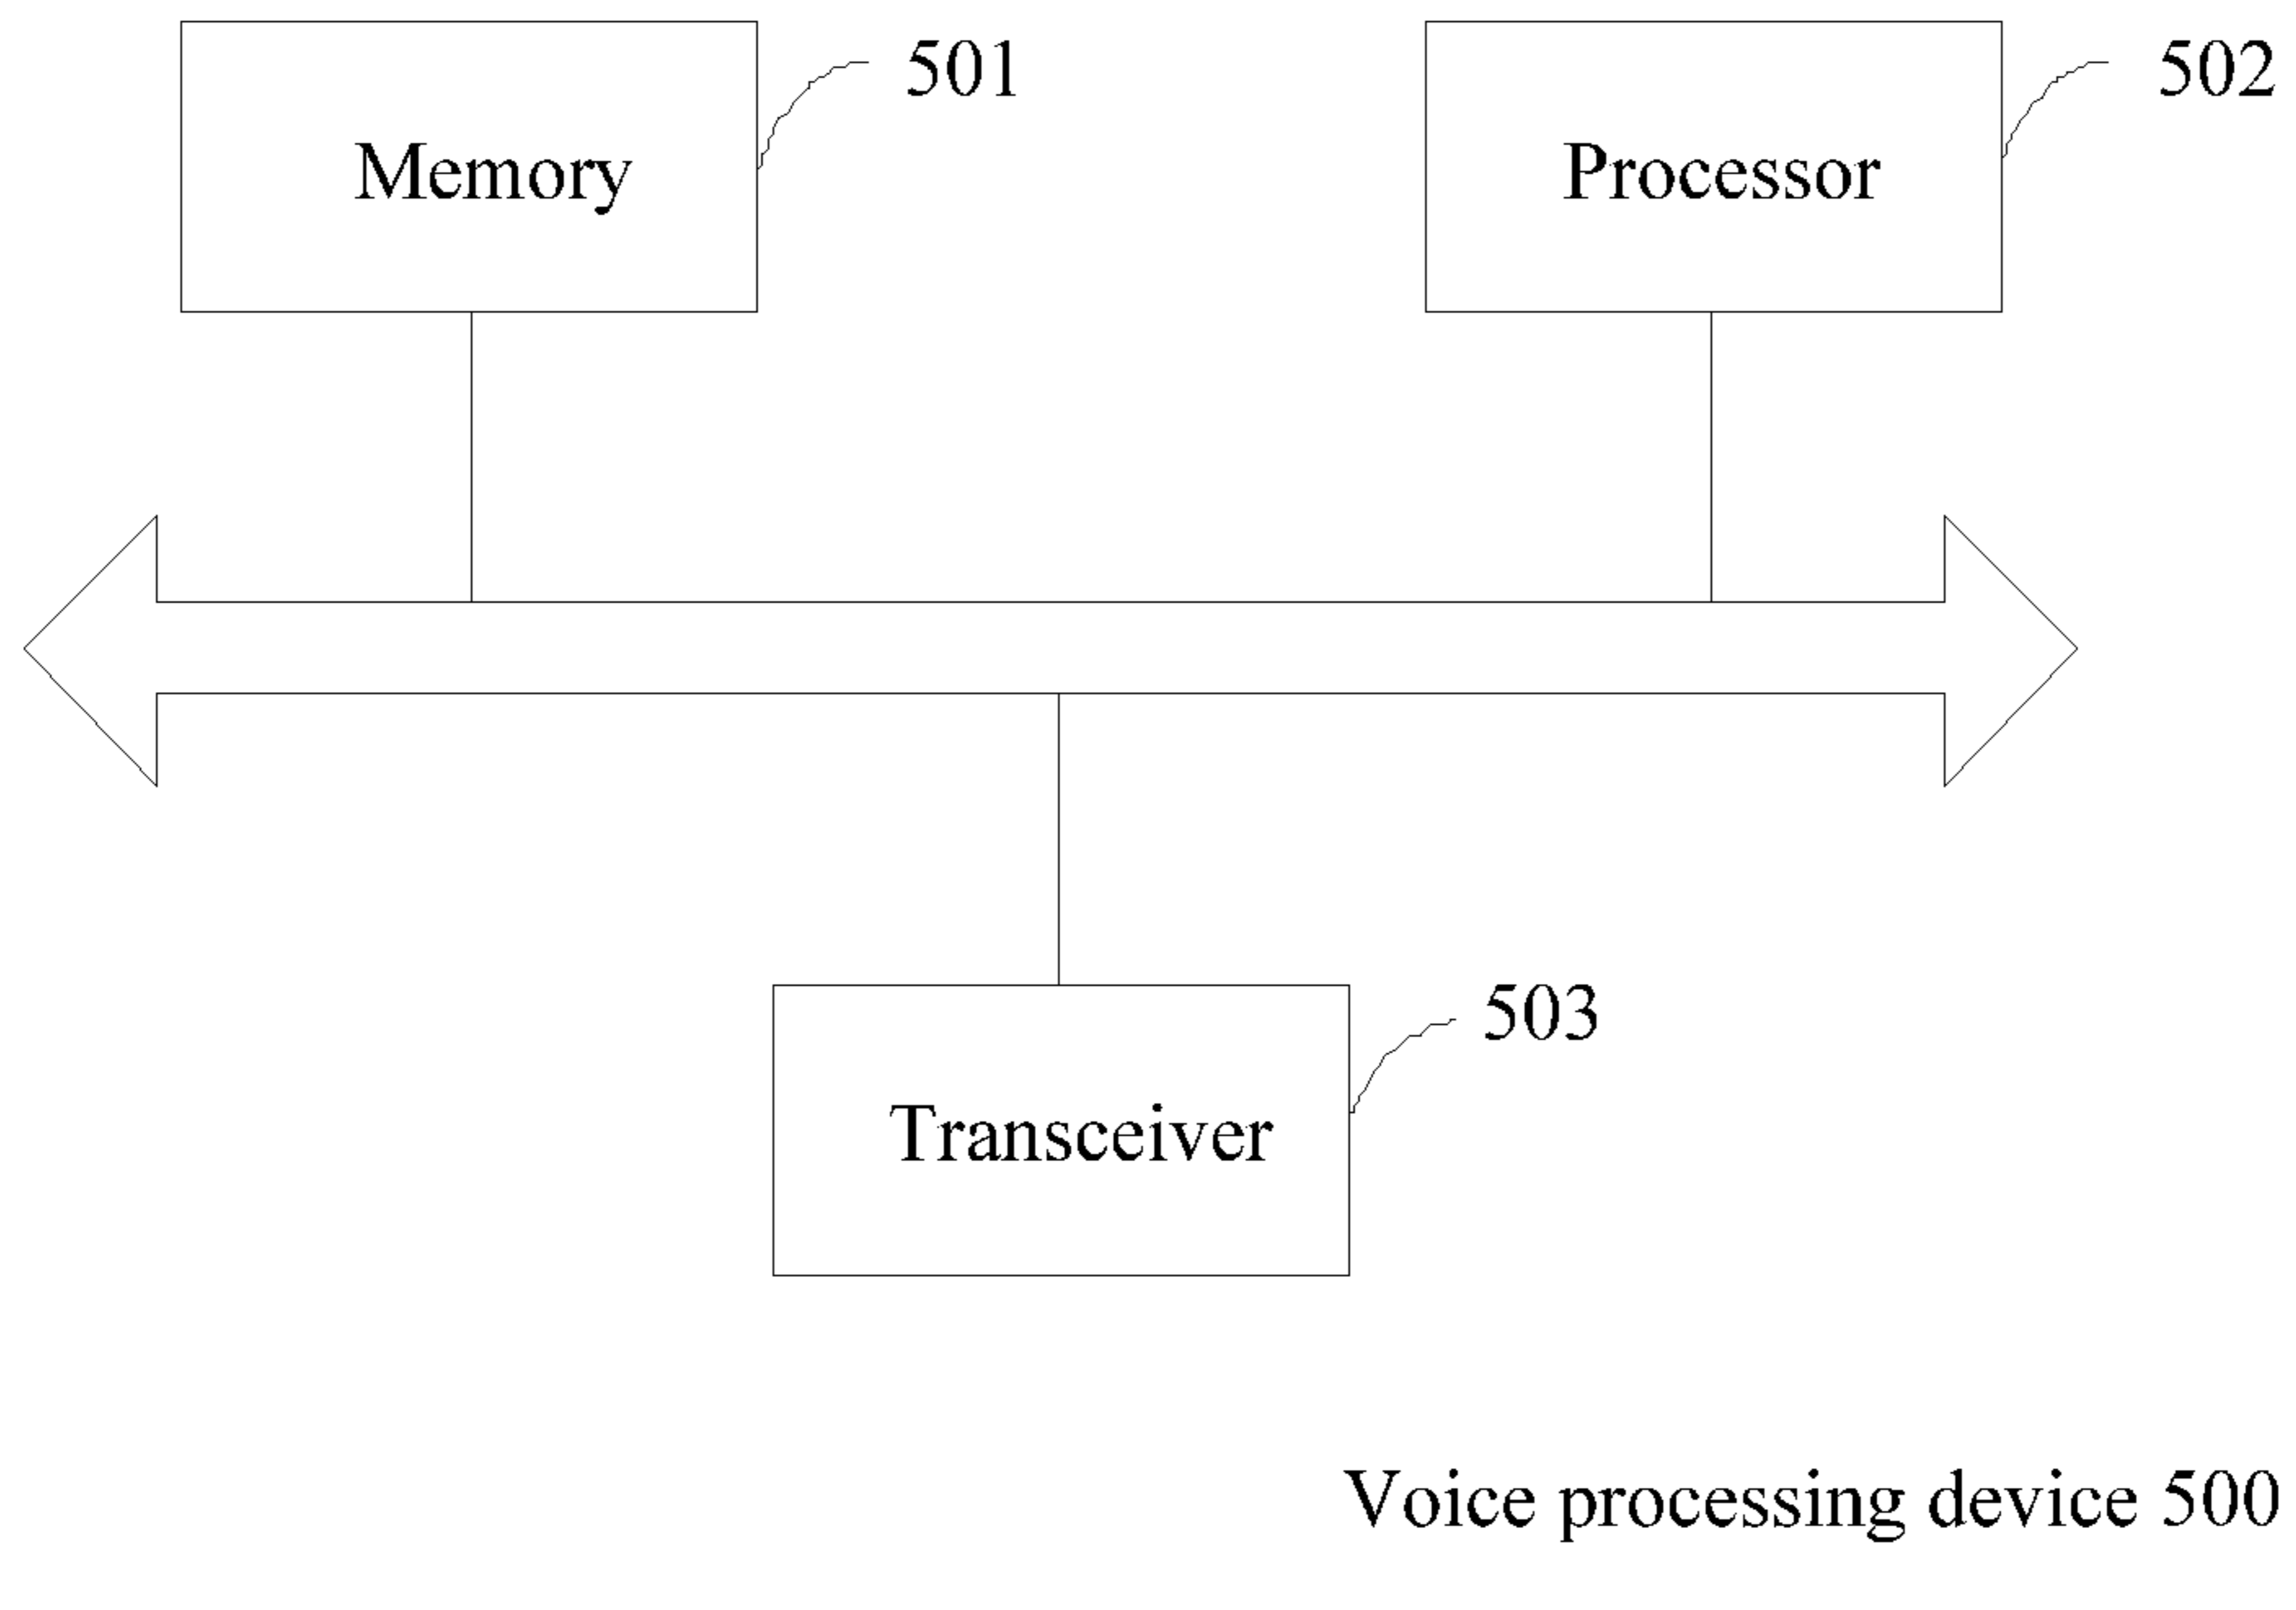 501
502
Memory
Processor
503
Transceiver
Voice processing device 500